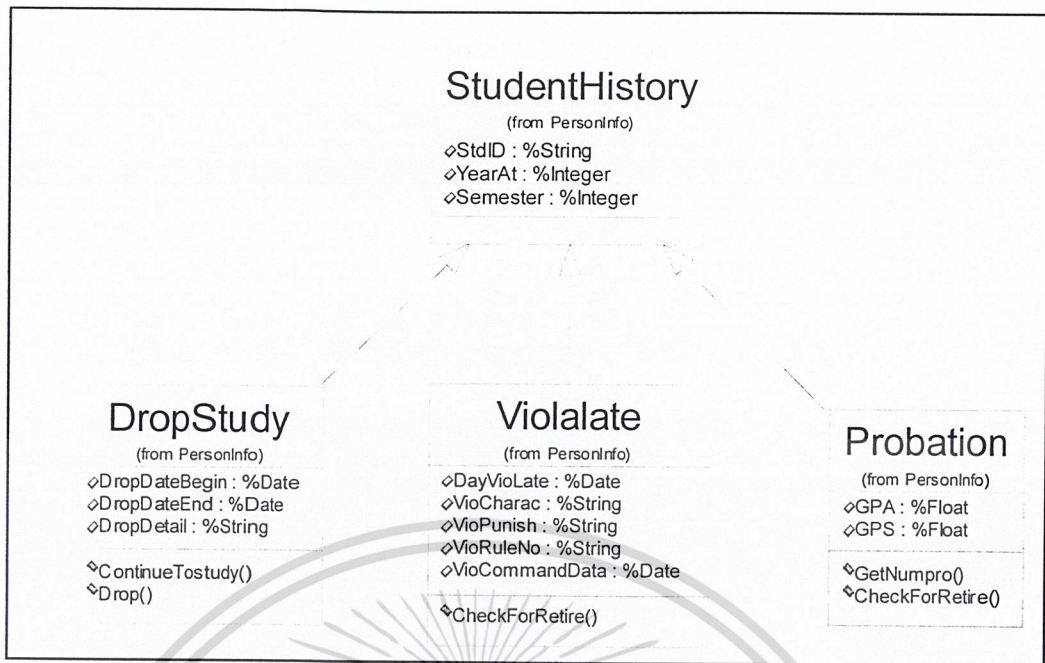 StudentHistory
(from PersonInfo)
StdID : %String
YearAt : %Integer
Semester : %Integer
DropStudy
(from PersonInfo)
DropDateBegin : %Date
DropDateEnd : %Date
DropDetail : %String
ContinueTostudy()
Drop()
Violalate
(from PersonInfo)
DayVioLate : %Date
VioCharac : %String
VioPunish : %String
VioRuleNo : %String
VioCommandData : %Date
CheckForRetire()
Probation
(from PersonInfo)
GPA : %Float
GPS : %Float
GetNumpro()
CheckForRetire()